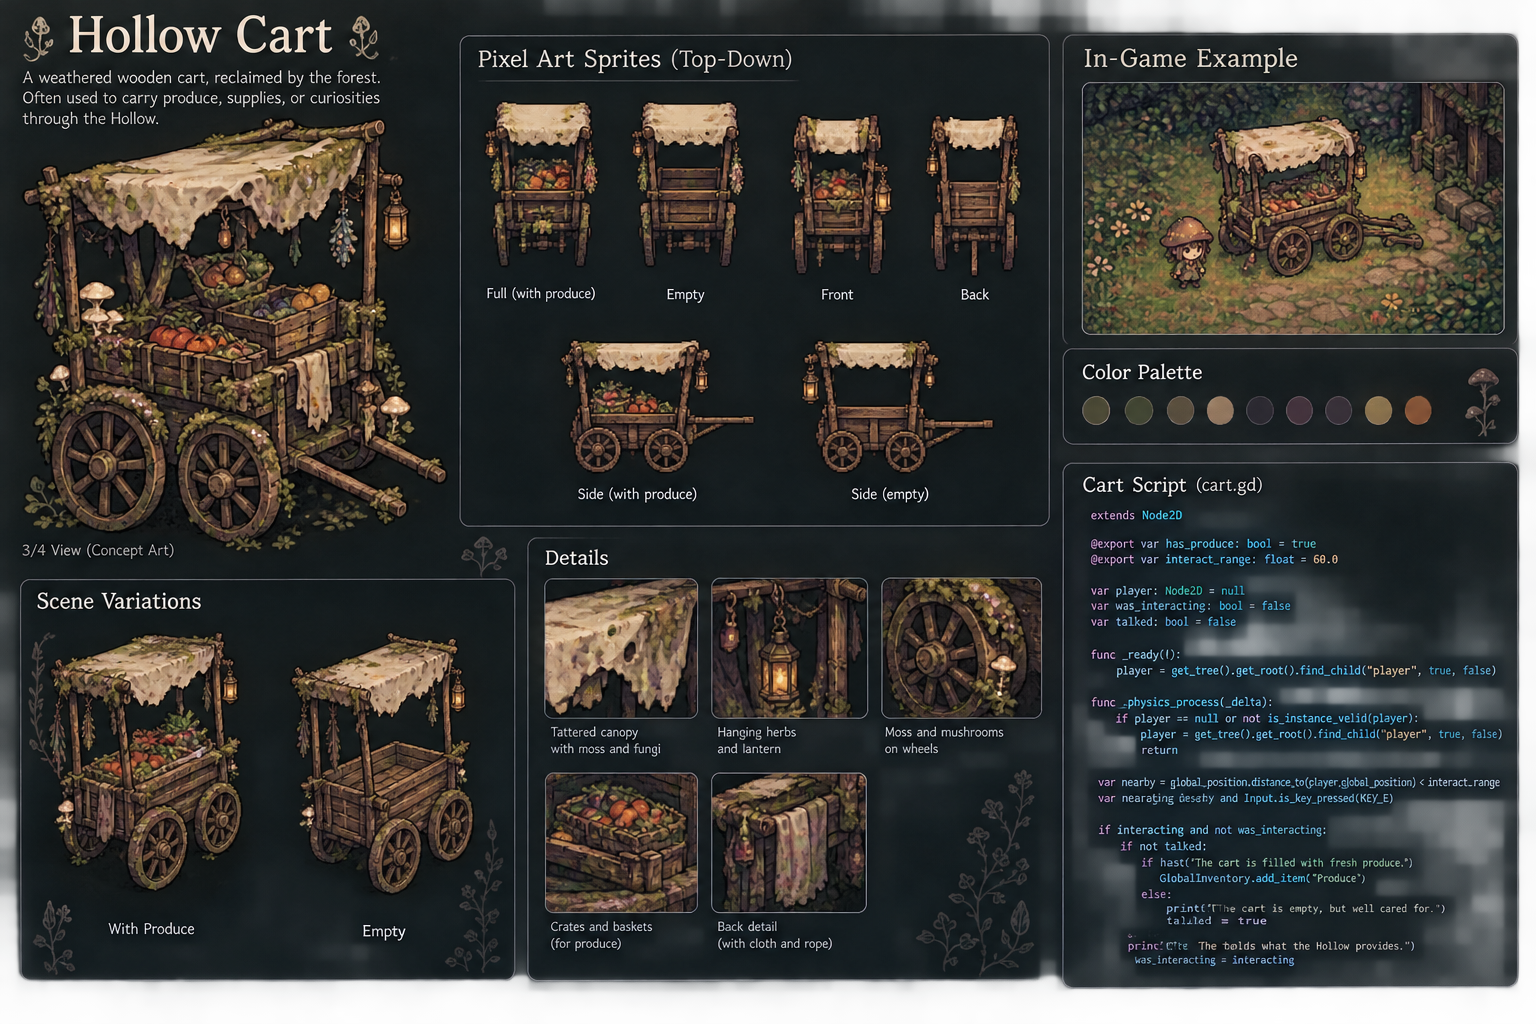 Hollow Cart
A weathered wooden cart, reclaimed by the forest.
Often used to carry produce, supplies, or curiosities
through the Hollow.
3/4 View (Concept Art)
Pixel Art Sprites (Top-Down)
Full (with produce)
Empty
Front
Back
Side (with produce)
Side (empty)
In-Game Example
Color Palette
Scene Variations
With Produce
Empty
Details
Tattered canopy
with moss and fungi
Hanging herbs
and lantern
Moss and mushrooms
on wheels
Crates and baskets
(for produce)
Back detail
(with cloth and rope)
Cart Script (cart.gd)
extends Node2D
@export var has_produce: bool = true
@export var interact_range: float = 60.0
var player: Node2D = null
var was_interacting: bool = false
var talked: bool = false
func _ready(!):
player = get_tree().get_root().find_child("player", true, false)
func _physics_process(_delta):
if player == null or not is_instance_velid(player):
player = get_tree().get_root().find_child("player", true, false)
return
var nearby = global_position.distance_to(player.global_position) < interact_range
var and Input.is_key_pressed(KEY_E)
if interacting and not was_interacting:
if not talked:
if hast("The cart is filled with fresh produce.")
GlobalInventory.add_item("Produce")
else:
cart is empty, but well cared for.")
= true
The holds what the Hollow provides.")
was_interacting = interacting